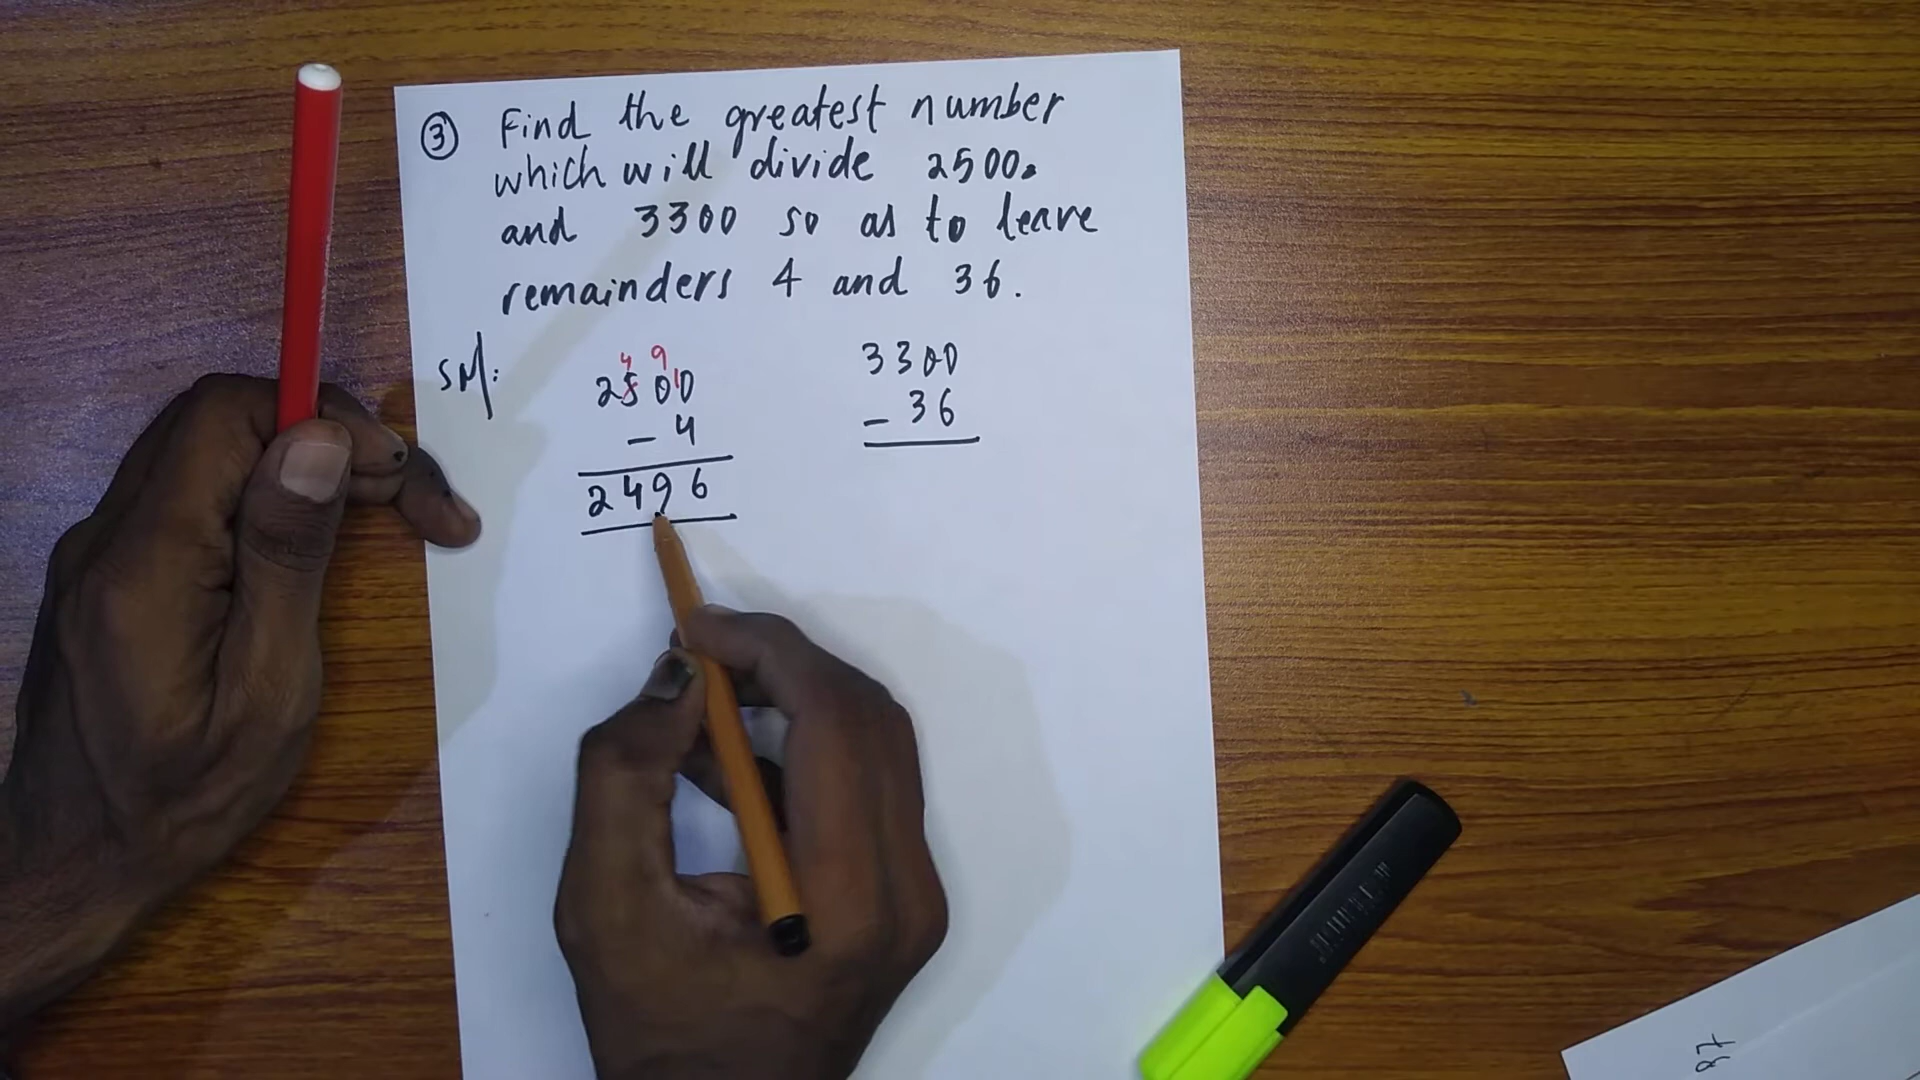 ③ Find the greatest number
which will divide 2500
and 3300 so as to leave
remainders 4 and 36.
4 9
2500 3300
- 4 - 36
2496
37